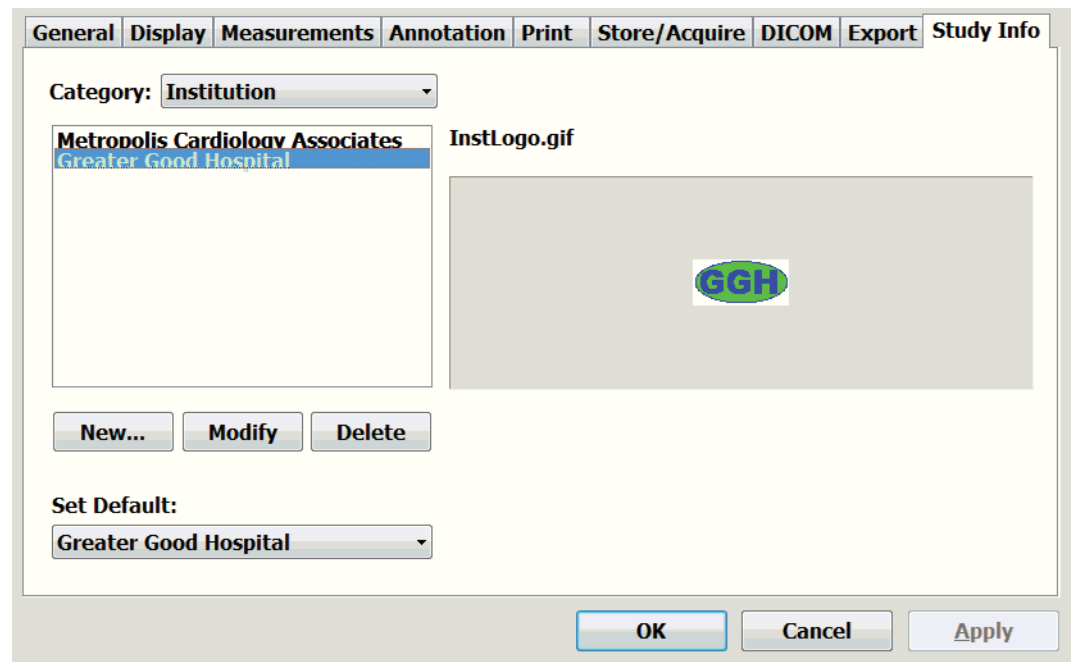 General Display Measurements Annotation Print Store/Acquire DICOM Export Study Info
Category: Institution
Metropolis Cardiology Associates InstLogo.gif
Greater Good Hospital
GGH
New... Modify Delete
Set Default:
Greater Good Hospital
OK Cancel Apply